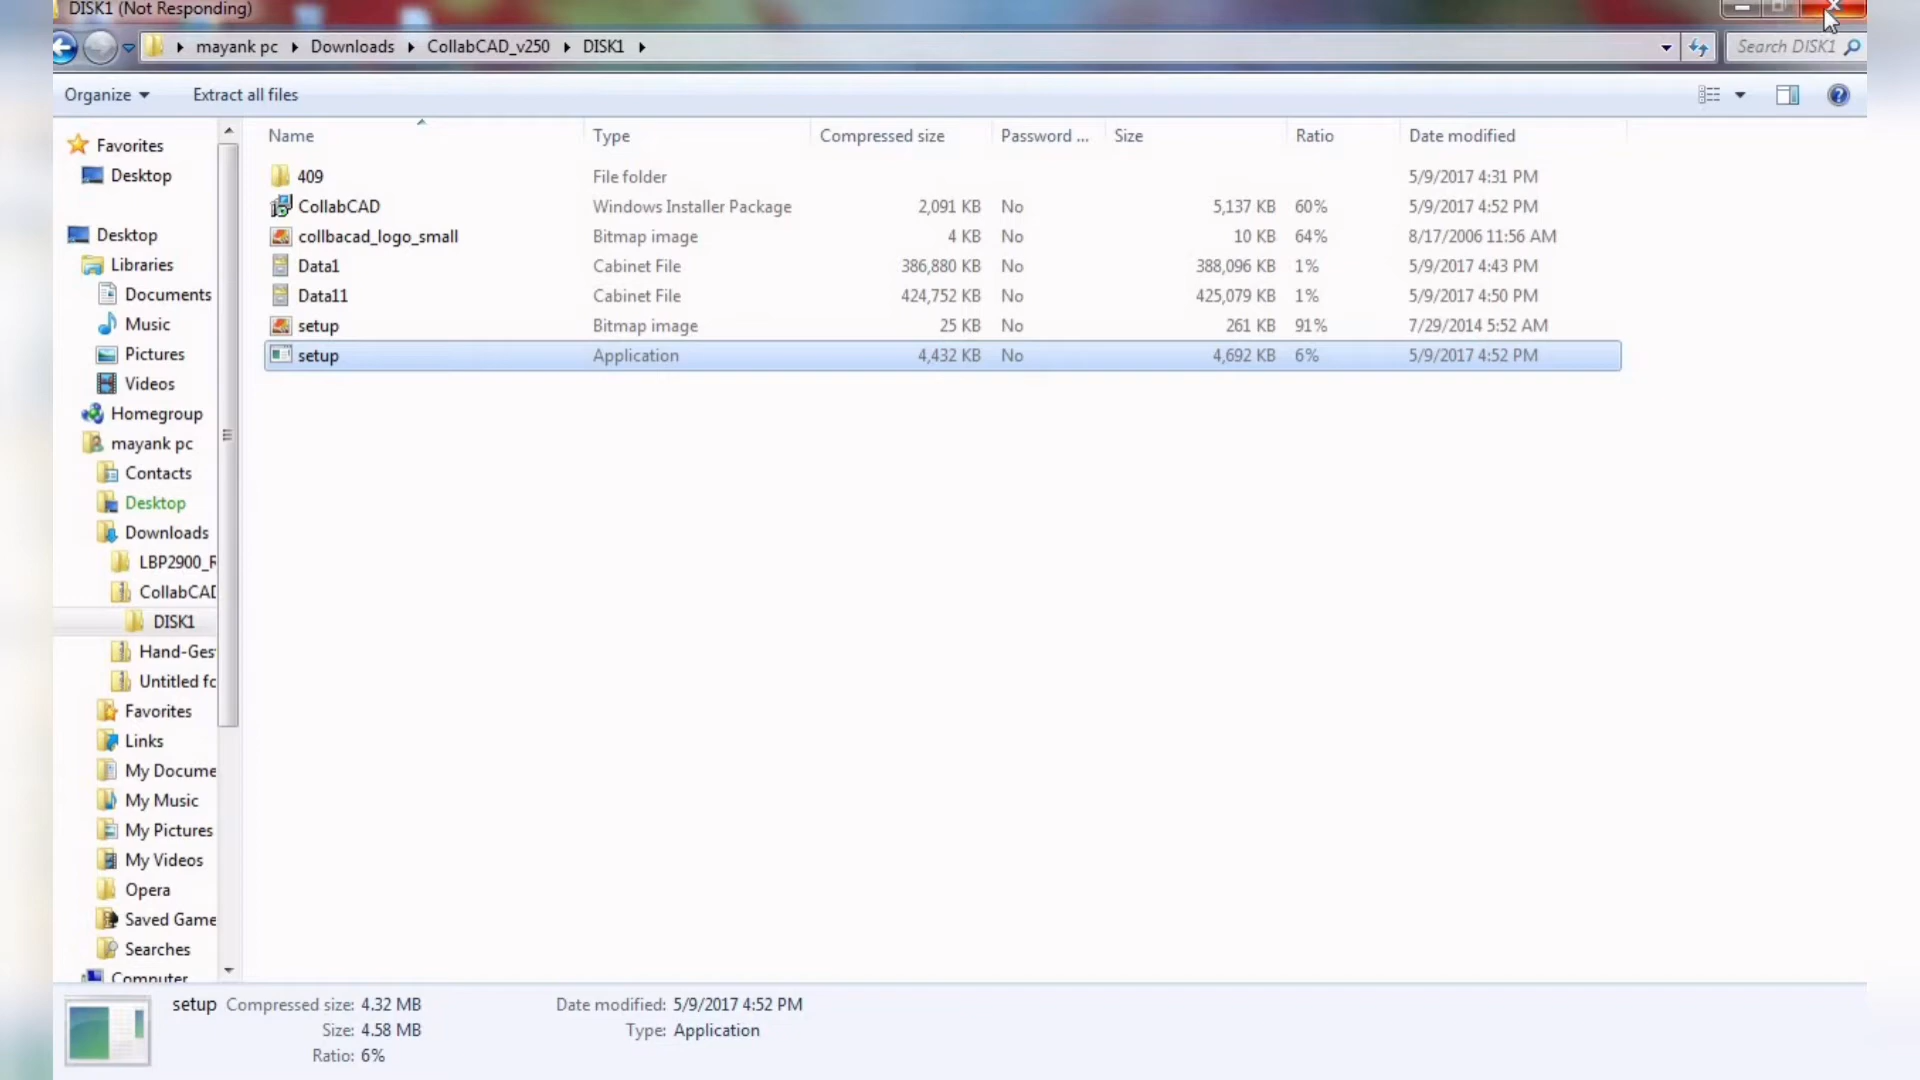 DISK1 (Not Responding)
mayank pc Downloads CollabCAD_v250 DISK1
Search DISK1
Organize Extract all files
Name Type Compressed size Password ... Size Ratio Date modified
409 File folder 5/9/2017 4:31 PM
CollabCAD Windows Installer Package 2,091 KB No 5,137 KB 60% 5/9/2017 4:52 PM
collbacad_logo_small Bitmap image 4 KB No 10 KB 64% 8/17/2006 11:56 AM
Data1 Cabinet File 386,880 KB No 388,096 KB 1% 5/9/2017 4:43 PM
Data11 Cabinet File 424,752 KB No 425,079 KB 1% 5/9/2017 4:50 PM
setup Bitmap image 25 KB No 261 KB 91% 7/29/2014 5:52 AM
setup Application 4,432 KB No 4,692 KB 6% 5/9/2017 4:52 PM
Favorites
Desktop
Desktop
Libraries
Documents
Music
Pictures
Videos
Homegroup
mayank pc
Contacts
Desktop
Downloads
LBP2900_R
CollabCAD
DISK1
Hand-Ges
Untitled fo
Favorites
Links
My Docume
My Music
My Pictures
My Videos
Opera
Saved Game
Searches
Computer
setup Compressed size: 4.32 MB Date modified: 5/9/2017 4:52 PM
Size: 4.58 MB Type: Application
Ratio: 6%